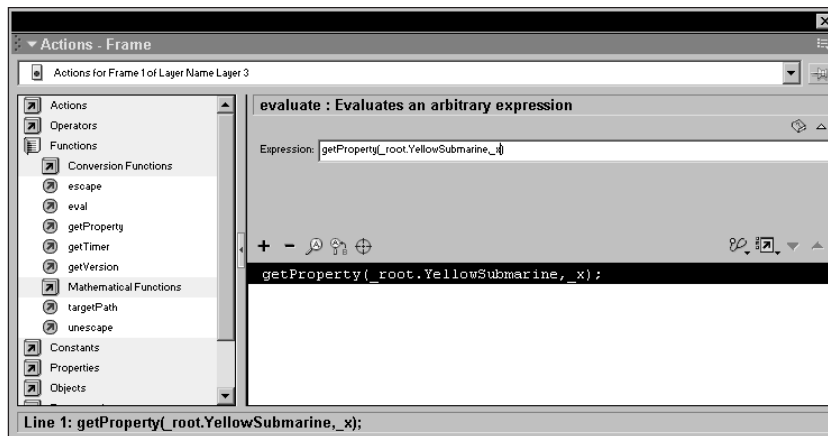 Actions - Frame
Actions for Frame 1 of Layer Name Layer 3
Actions
Operators
Functions
Conversion Functions
escape
eval
getProperty
getTimer
getVersion
Mathematical Functions
targetPath
unescape
Constants
Properties
Objects
evaluate : Evaluates an arbitrary expression
Expression: getProperty(_root.YellowSubmarine,_x)
getProperty(_root.YellowSubmarine,_x);
Line 1: getProperty(_root.YellowSubmarine,_x);